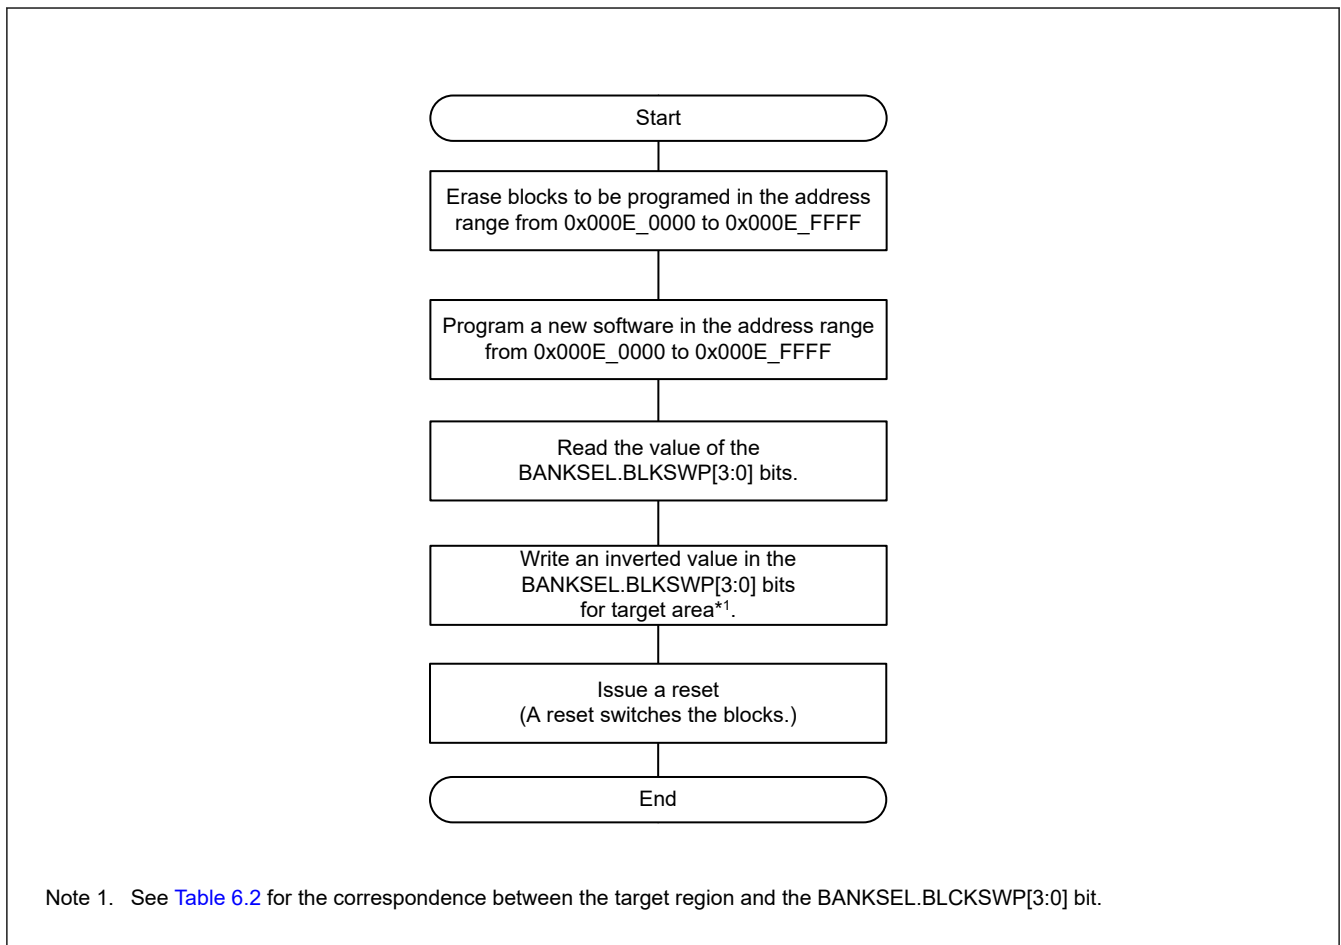 Start
Erase blocks to be programed in the address
range from 0x000E_0000 to 0x000E_FFFF
Program a new software in the address range
from 0x000E_0000 to 0x000E_FFFF
Read the value of the
BANKSEL.BLKSWP[3:0] bits.
Write an inverted value in the
BANKSEL.BLKSWP[3:0] bits
for target area*1.
Issue a reset
(A reset switches the blocks.)
End
Note 1. See Table 6.2 for the correspondence between the target region and the BANKSEL.BLCKSWP[3:0] bit.